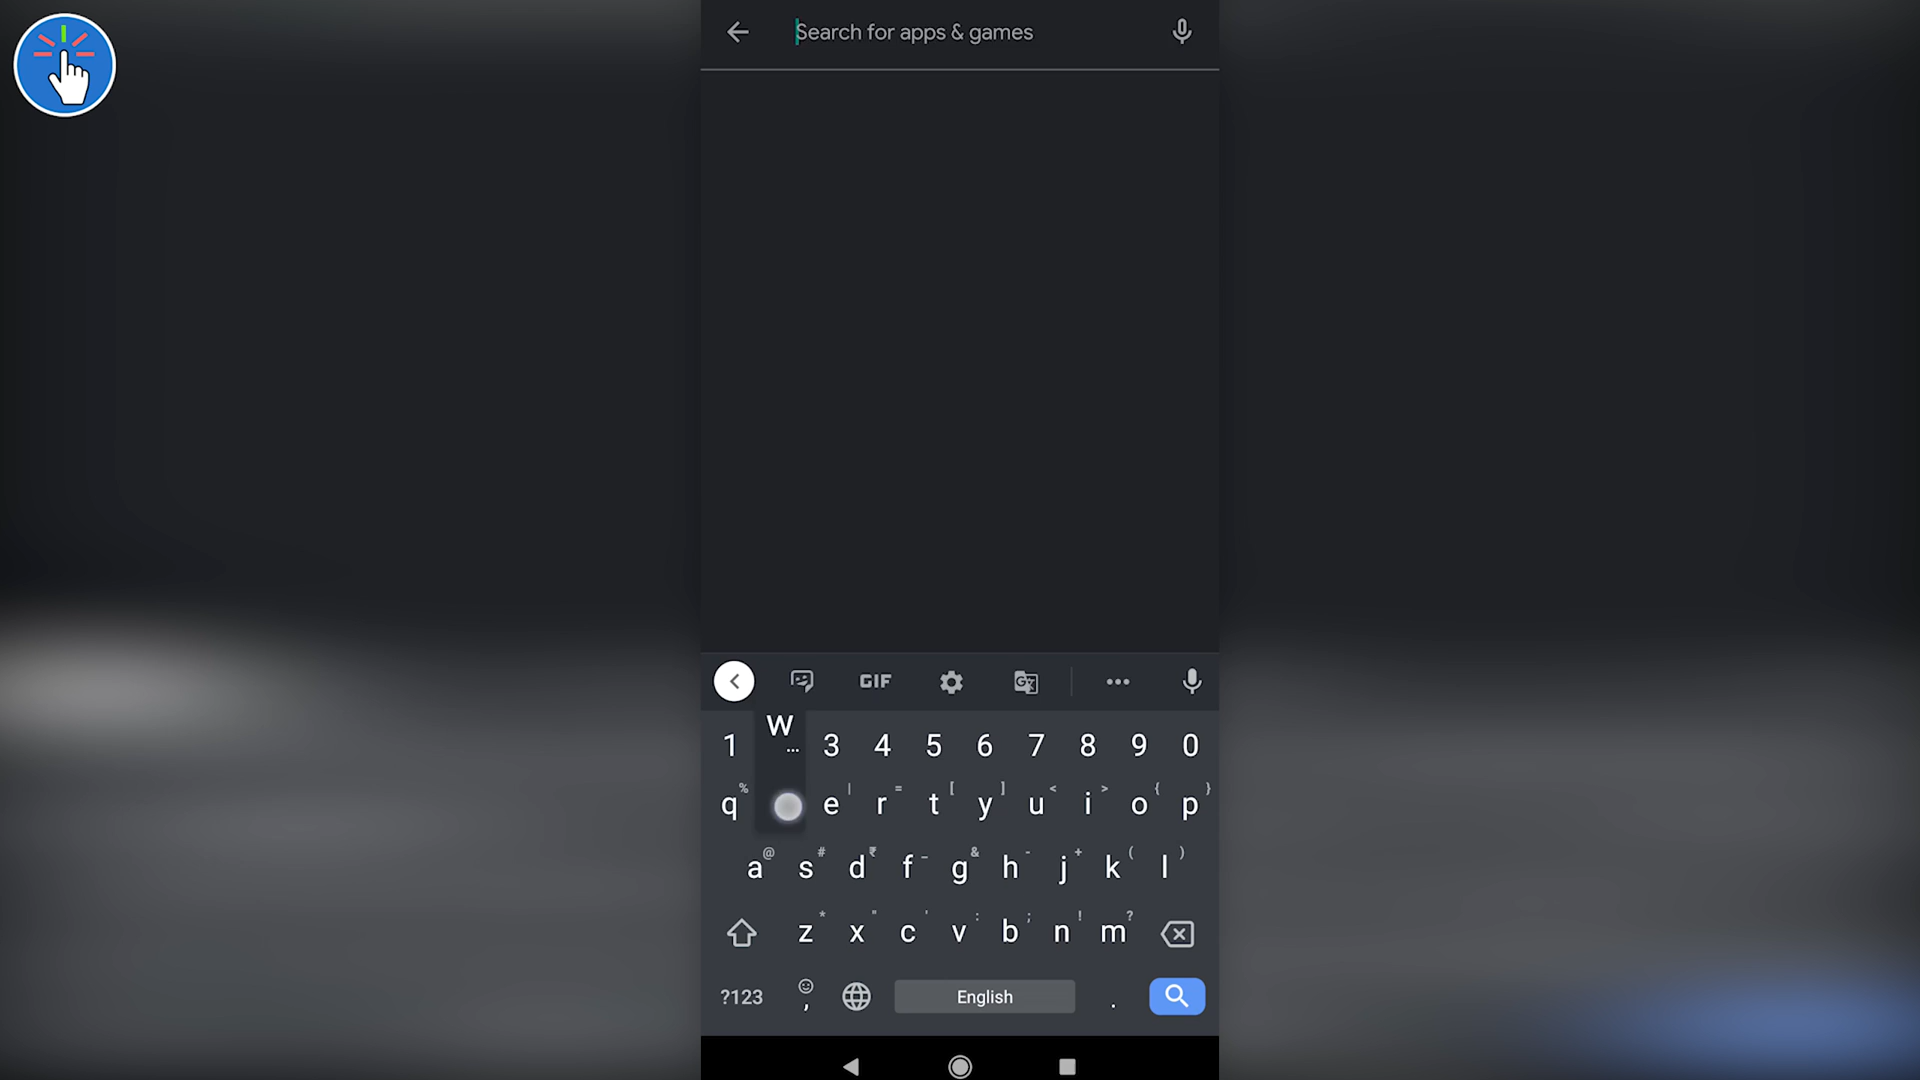 Search for apps & games
GIF
1 W 3 4 5 6 7 8 9 0
...
% | = [ ] < > { }
q e r t y u i o p
@ # ₹ _ & - + ( )
a s d f g h j k l
* " ' : ; ! ?
z x c v b n m
?123 , English .